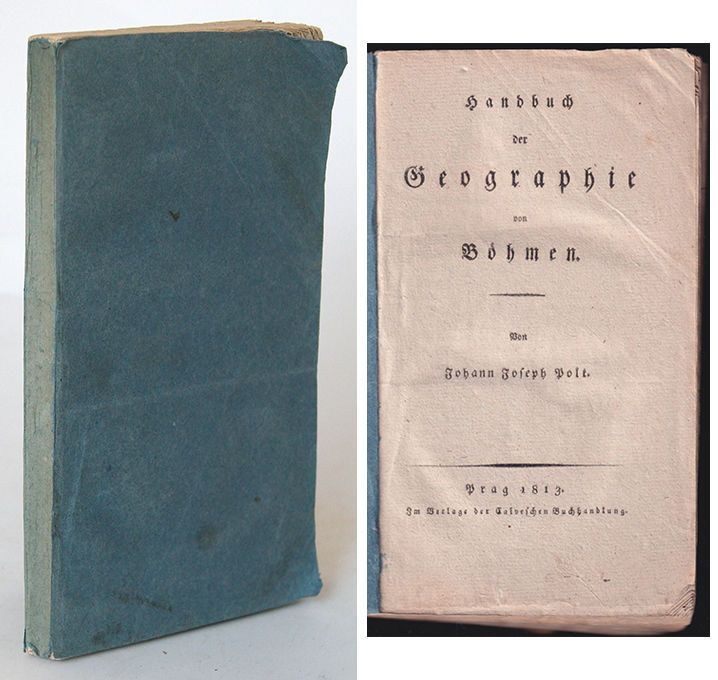 Handbuch
der
Geographie
von
Böhmen.
Von
Johann Joseph Polt.
Prag 1813.
Im Verlage der Calveschen Buchhandlung.